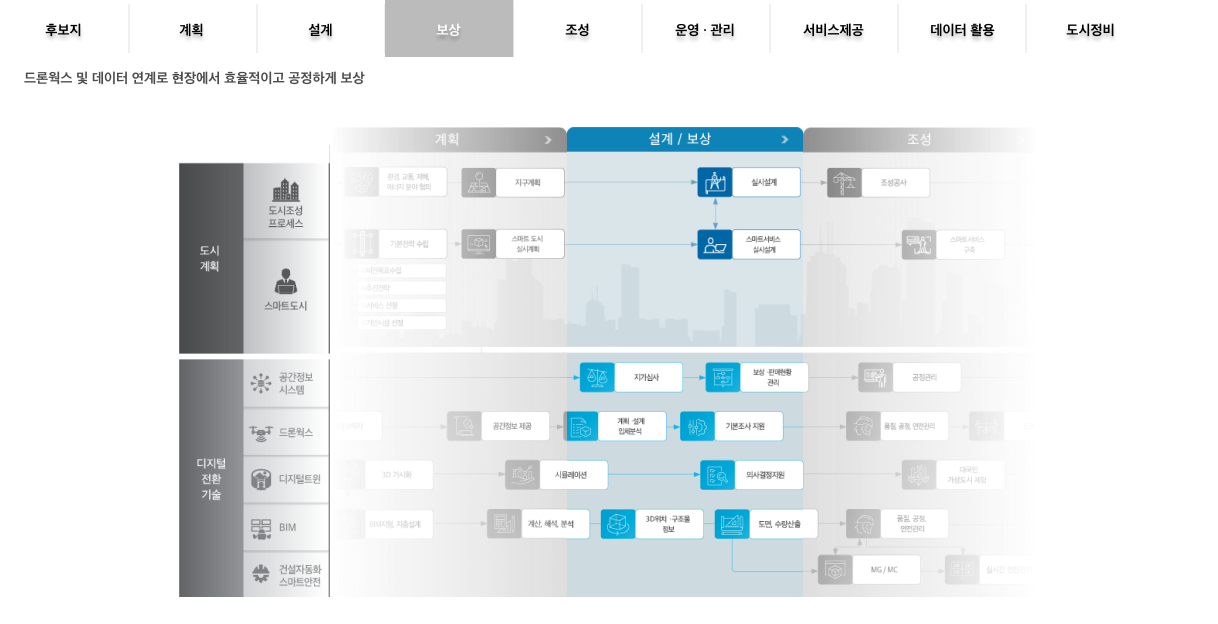 후보지
계획
설계
보상
조성
운영 · 관리
서비스제공
데이터 활용
도시정비
드론웍스 및 데이터 연계로 현장에서 효율적이고 공정하게 보상
계획
설계 / 보상
조성
도시
계획
도시조성
프로세스
지구계획
실시설계
조성공사
스마트도시
기본전략 수립
스마트 도시
실시계획
스마트서비스
실시설계
스마트서비스
구축
디지털
전환
기술
공간정보
시스템
지가심사
보상 ·판매현황
관리
공정관리
드론웍스
공간정보 제공
계획 ·설계
입체분석
기본조사 지원
품질, 공정, 안전관리
디지털트윈
3D 가시화
시뮬레이션
의사결정지원
대국민
가상도시 체험
BIM
BIM지형, 지층설계
계산, 해석, 분석
3D위치 ·구조물
정보
도면, 수량산출
품질, 공정,
안전관리
건설자동화
스마트안전
MG / MC